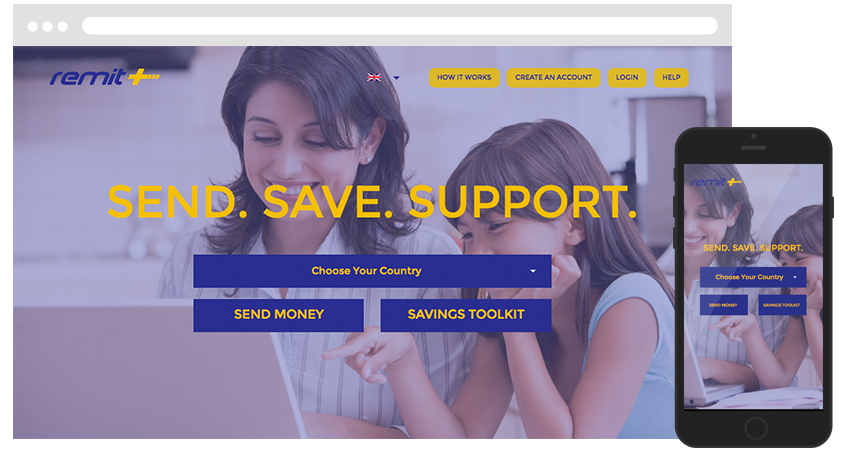 remit+
HOW IT WORKS
CREATE AN ACCOUNT
LOGIN
HELP
SEND. SAVE. SUPPORT.
Choose Your Country
SEND MONEY
SAVINGS TOOLKIT
remit+
SEND. SAVE. SUPPORT.
Choose Your Country
SEND MONEY
SAVINGS TOOLKIT